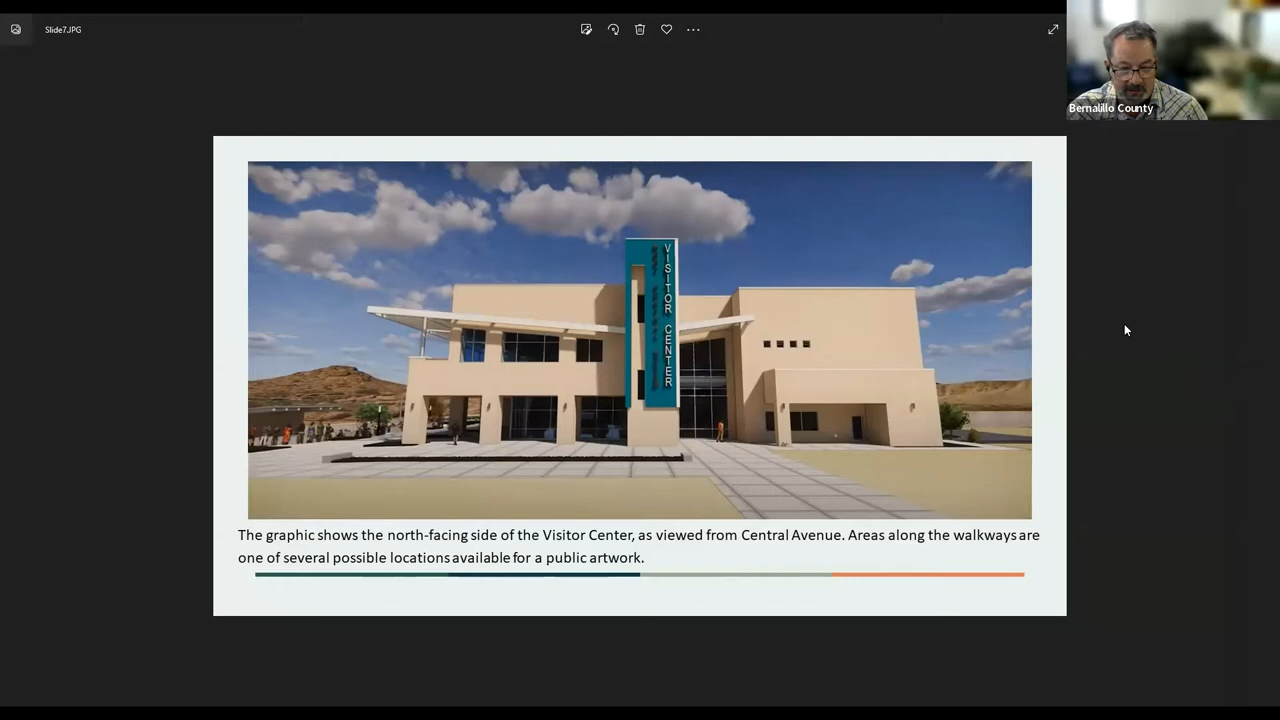 Slide7.JPG
Bernalillo County
VISITOR CENTER
The graphic shows the north-facing side of the Visitor Center, as viewed from Central Avenue. Areas along the walkways are
one of several possible locations available for a public artwork.